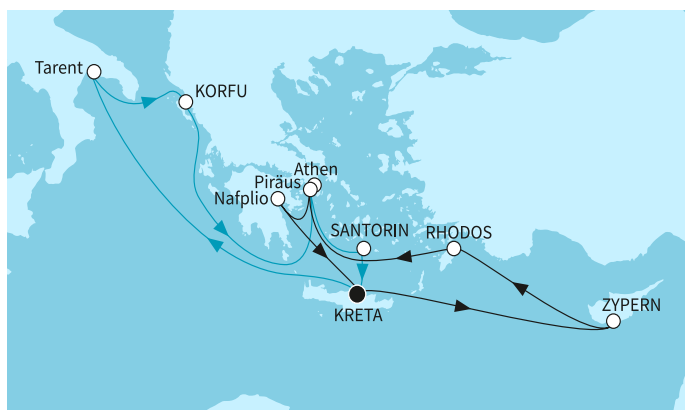 Tarent
KORFU
Athen
Piräus
Nafplio
SANTORIN
RHODOS
KRETA
ZYPERN